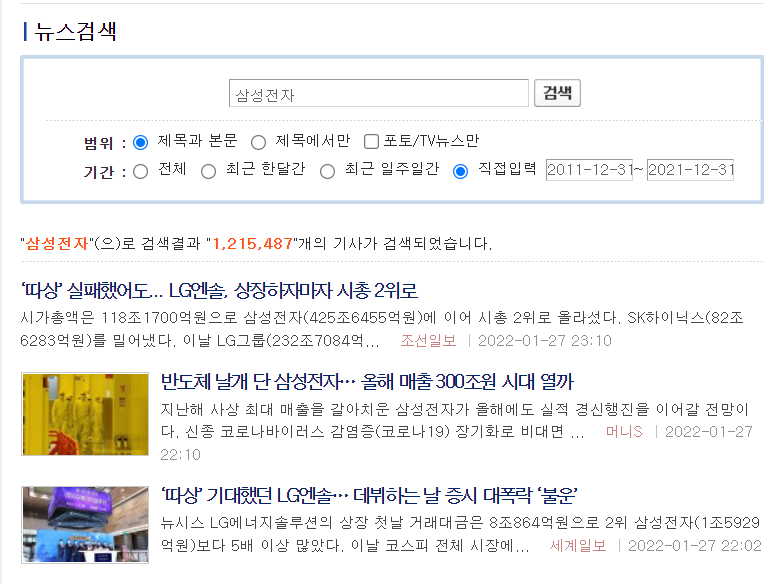 뉴스검색
삼성전자 검색
범위 : 제목과 본문 제목에서만 포토/TV뉴스만
기간 : 전체 최근 한달간 최근 일주일간 직접입력 2011-12-31~2021-12-31
"삼성전자"(으)로 검색결과 "1,215,487"개의 기사가 검색되었습니다.
‘따상’ 실패했어도... LG엔솔, 상장하자마자 시총 2위로
시가총액은 118조1700억원으로 삼성전자(425조6455억원)에 이어 시총 2위로 올라섰다. SK하이닉스(82조
6283억원)를 밀어냈다. 이날 LG그룹(232조7084억... 조선일보 | 2022-01-27 23:10
반도체 날개 단 삼성전자… 올해 매출 300조원 시대 열까
지난해 사상 최대 매출을 갈아치운 삼성전자가 올해에도 실적 경신행진을 이어갈 전망이
다. 신종 코로나바이러스 감염증(코로나19) 장기화로 비대면 ... 머니S | 2022-01-27
22:10
‘따상’ 기대했던 LG엔솔… 데뷔하는 날 증시 대폭락 ‘불운’
뉴시스 LG에너지솔루션의 상장 첫날 거래대금은 8조864억원으로 2위 삼성전자(1조5929
억원)보다 5배 이상 많았다. 이날 코스피 전체 시장에... 세계일보 | 2022-01-27 22:02